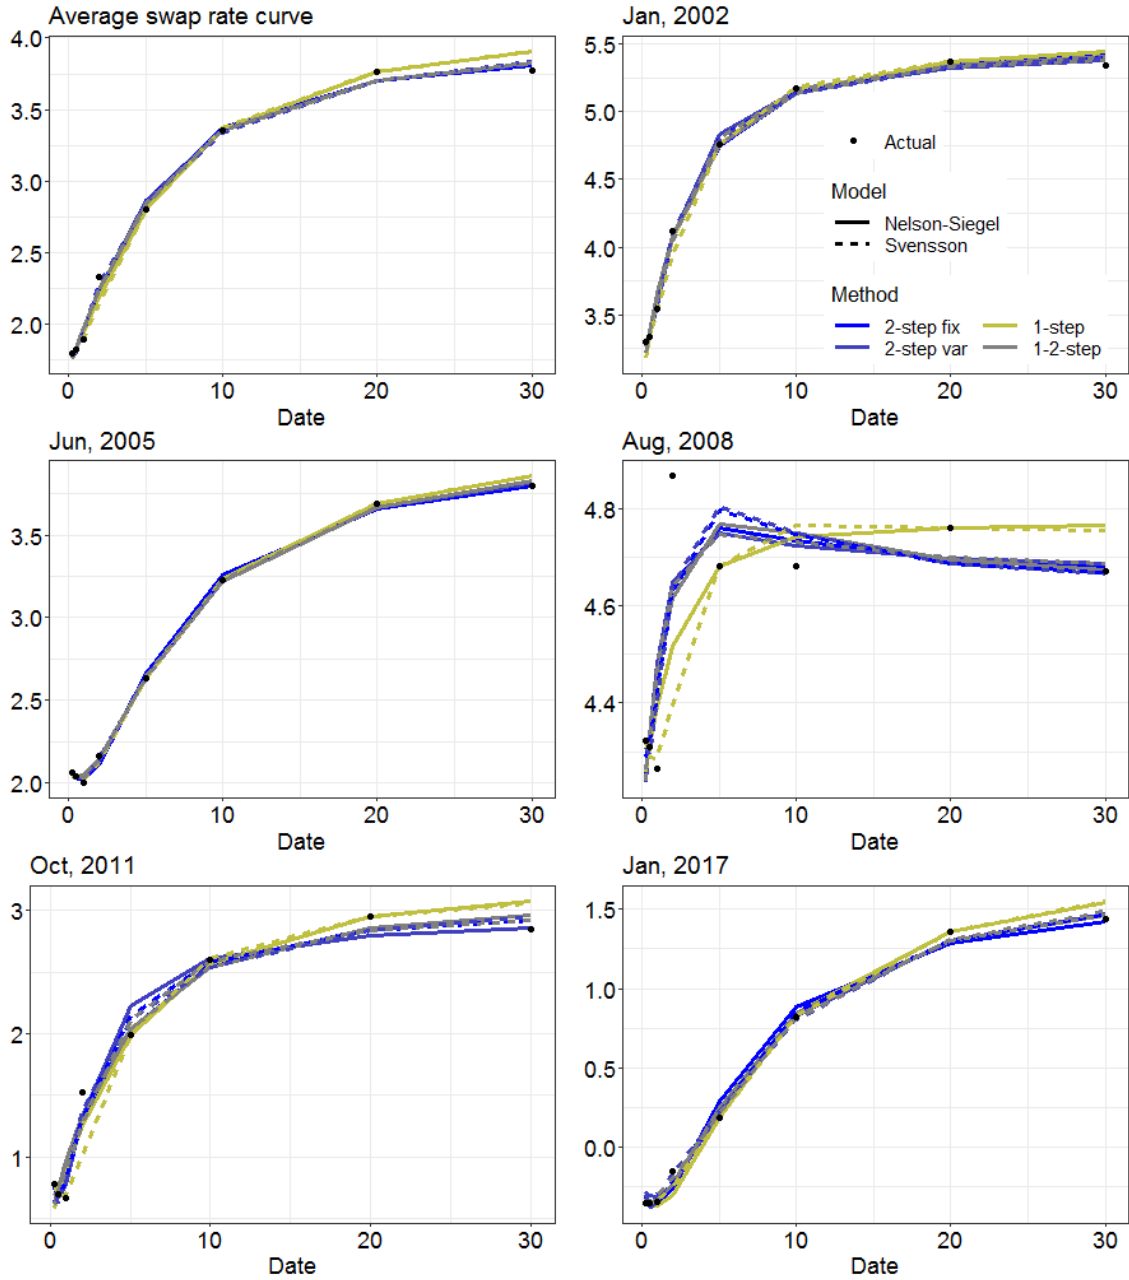 Average swap rate curve
4.0
3.5
3.0
2.5
2.0
0 10 20 30
Date
Jan, 2002
5.5
5.0
4.5
4.0
3.5
Actual
Model
Nelson-Siegel
Svensson
Method
2-step fix 1-step
2-step var 1-2-step
0 10 20 30
Date
Jun, 2005
3.5
3.0
2.5
2.0
0 10 20 30
Date
Aug, 2008
4.8
4.6
4.4
0 10 20 30
Date
Oct, 2011
3
2
1
0 10 20 30
Date
Jan, 2017
1.5
1.0
0.5
0.0
0 10 20 30
Date